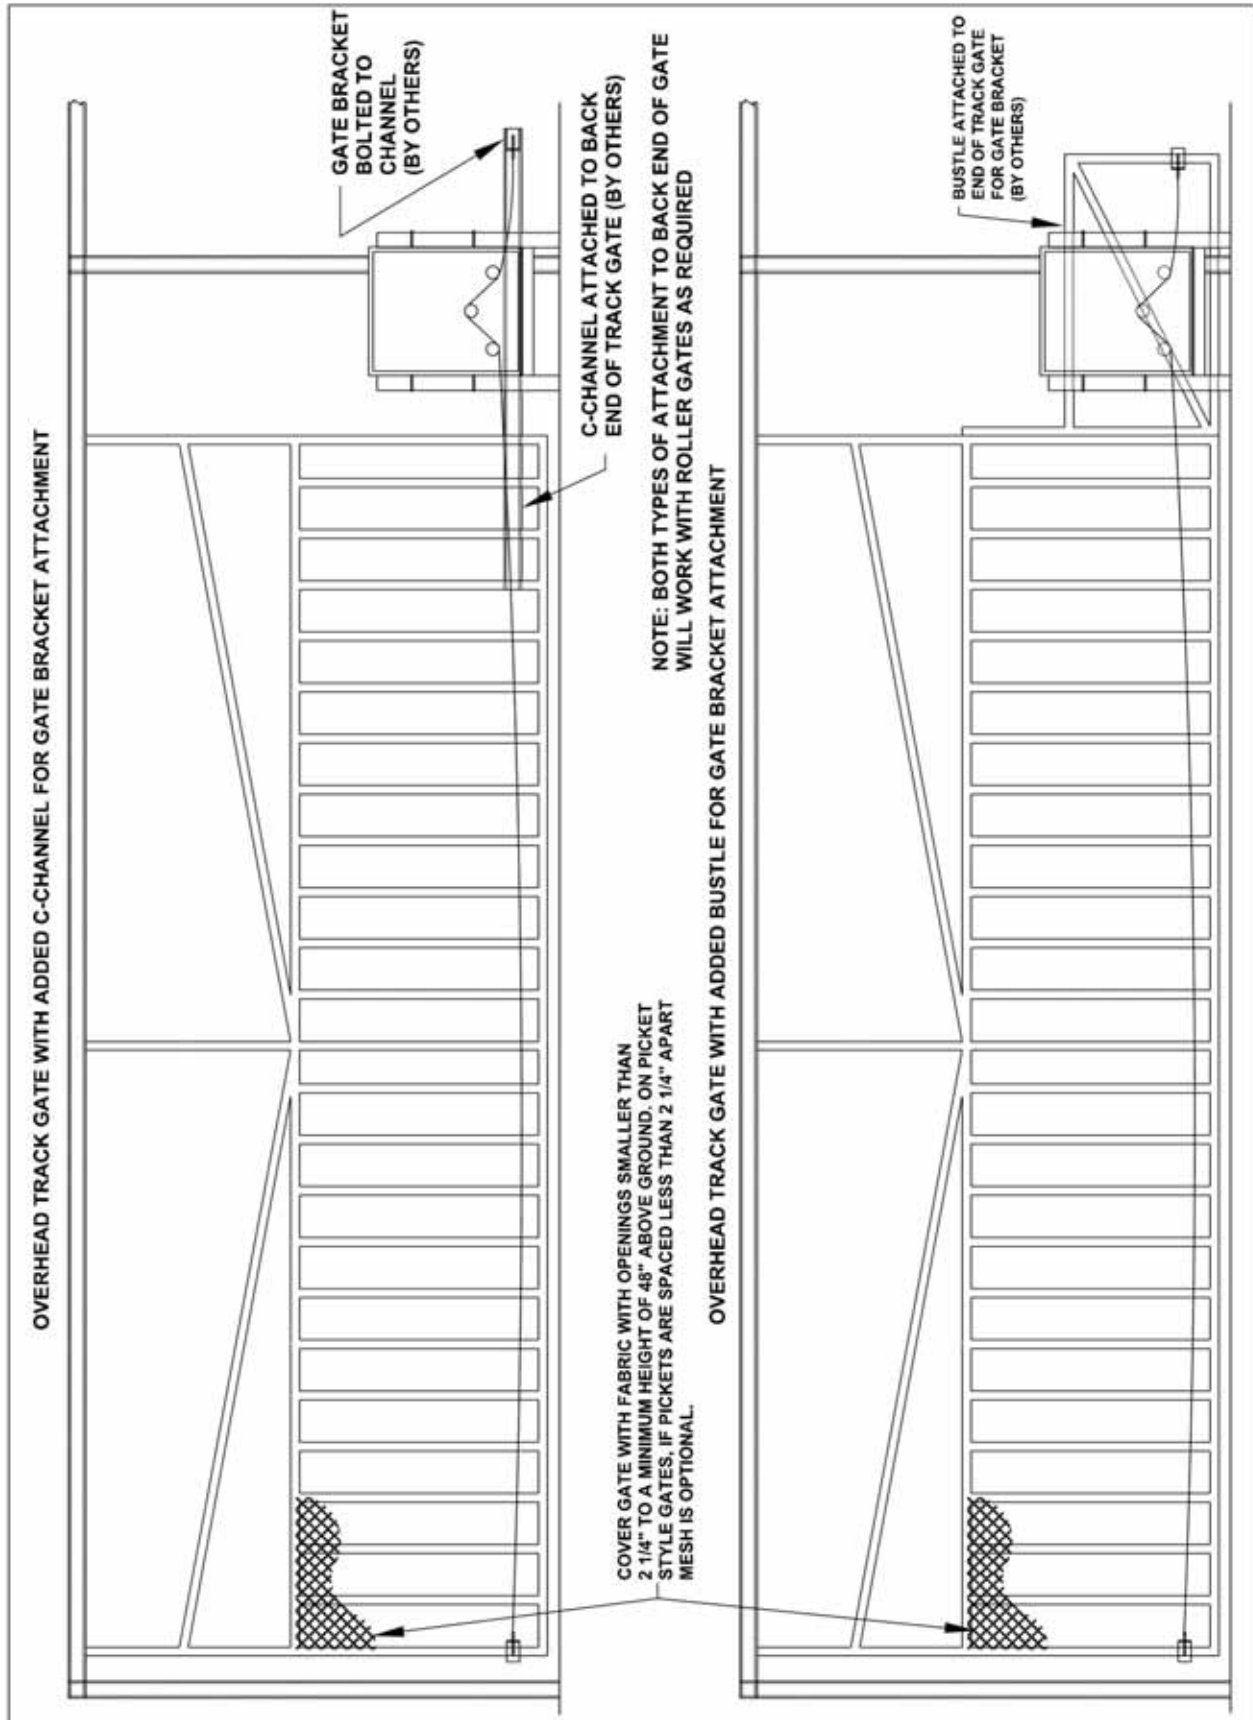 OVERHEAD TRACK GATE WITH ADDED C-CHANNEL FOR GATE BRACKET ATTACHMENT
GATE BRACKET
BOLTED TO
CHANNEL
(BY OTHERS)
C-CHANNEL ATTACHED TO BACK
END OF TRACK GATE (BY OTHERS)
COVER GATE WITH FABRIC WITH OPENINGS SMALLER THAN
2 1/4" TO A MINIMUM HEIGHT OF 48" ABOVE GROUND. ON PICKET
STYLE GATES, IF PICKETS ARE SPACED LESS THAN 2 1/4" APART
MESH IS OPTIONAL.
NOTE: BOTH TYPES OF ATTACHMENT TO BACK END OF GATE
WILL WORK WITH ROLLER GATES AS REQUIRED
OVERHEAD TRACK GATE WITH ADDED BUSTLE FOR GATE BRACKET ATTACHMENT
BUSTLE ATTACHED TO
END OF TRACK GATE
FOR GATE BRACKET
(BY OTHERS)